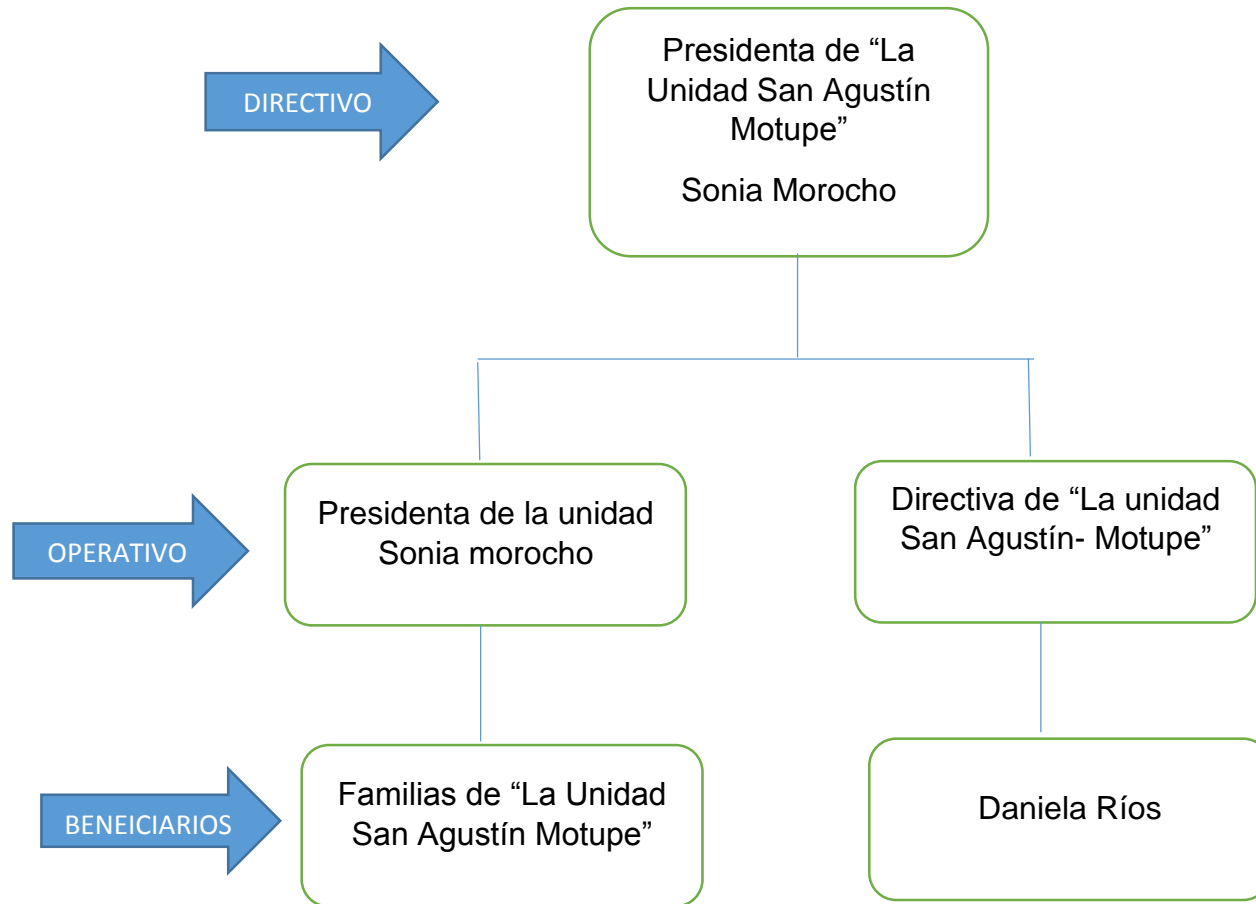 DIRECTIVO
Presidenta de “La
Unidad San Agustín
Motupe”
Sonia Morocho
OPERATIVO
Presidenta de la unidad
Sonia morocho
Directiva de “La unidad
San Agustín- Motupe”
BENEICIARIOS
Familias de “La Unidad
San Agustín Motupe”
Daniela Ríos